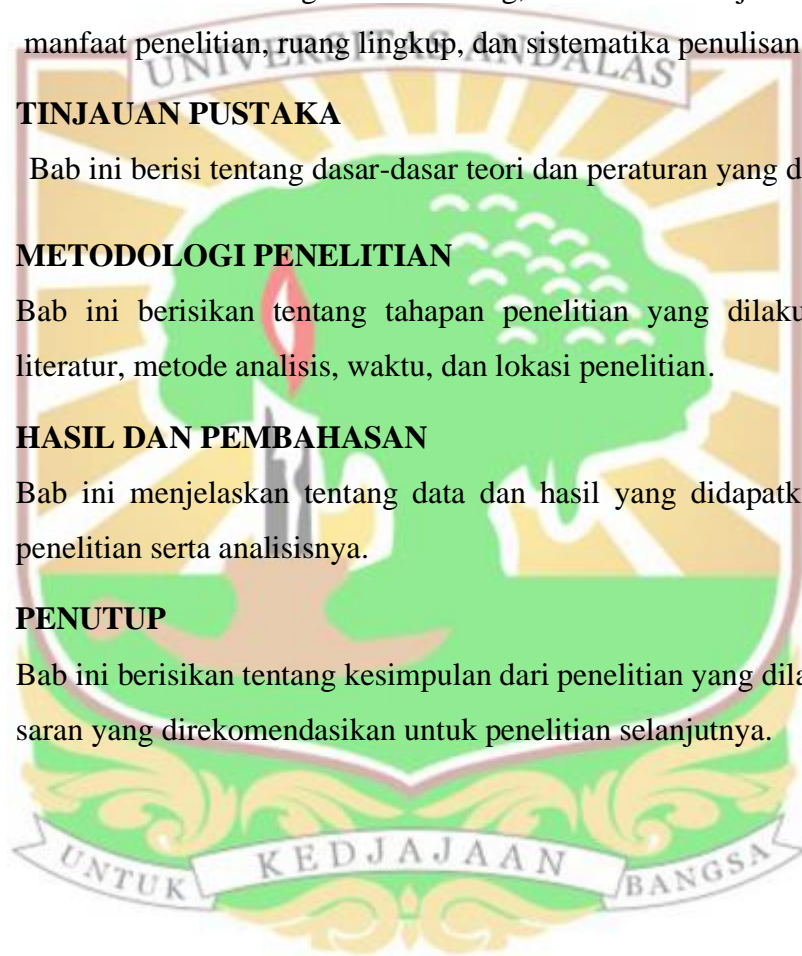 manfaat penelitian, ruang lingkup, dan sistematika penulisan
UNIVERSITAS ANDALAS
TINJAUAN PUSTAKA
Bab ini berisi tentang dasar-dasar teori dan peraturan yang
METODOLOGI PENELITIAN
Bab ini berisikan tentang tahapan penelitian yang
literatur, metode analisis, waktu, dan lokasi penelitian.
HASIL DAN PEMBAHASAN
Bab ini menjelaskan tentang data dan hasil yang
penelitian serta analisisnya.
PENUTUP
Bab ini berisikan tentang kesimpulan dari penelitian yang
saran yang direkomendasikan untuk penelitian selanjutnya.
UNTUK KEDJAJAAN BANGSA